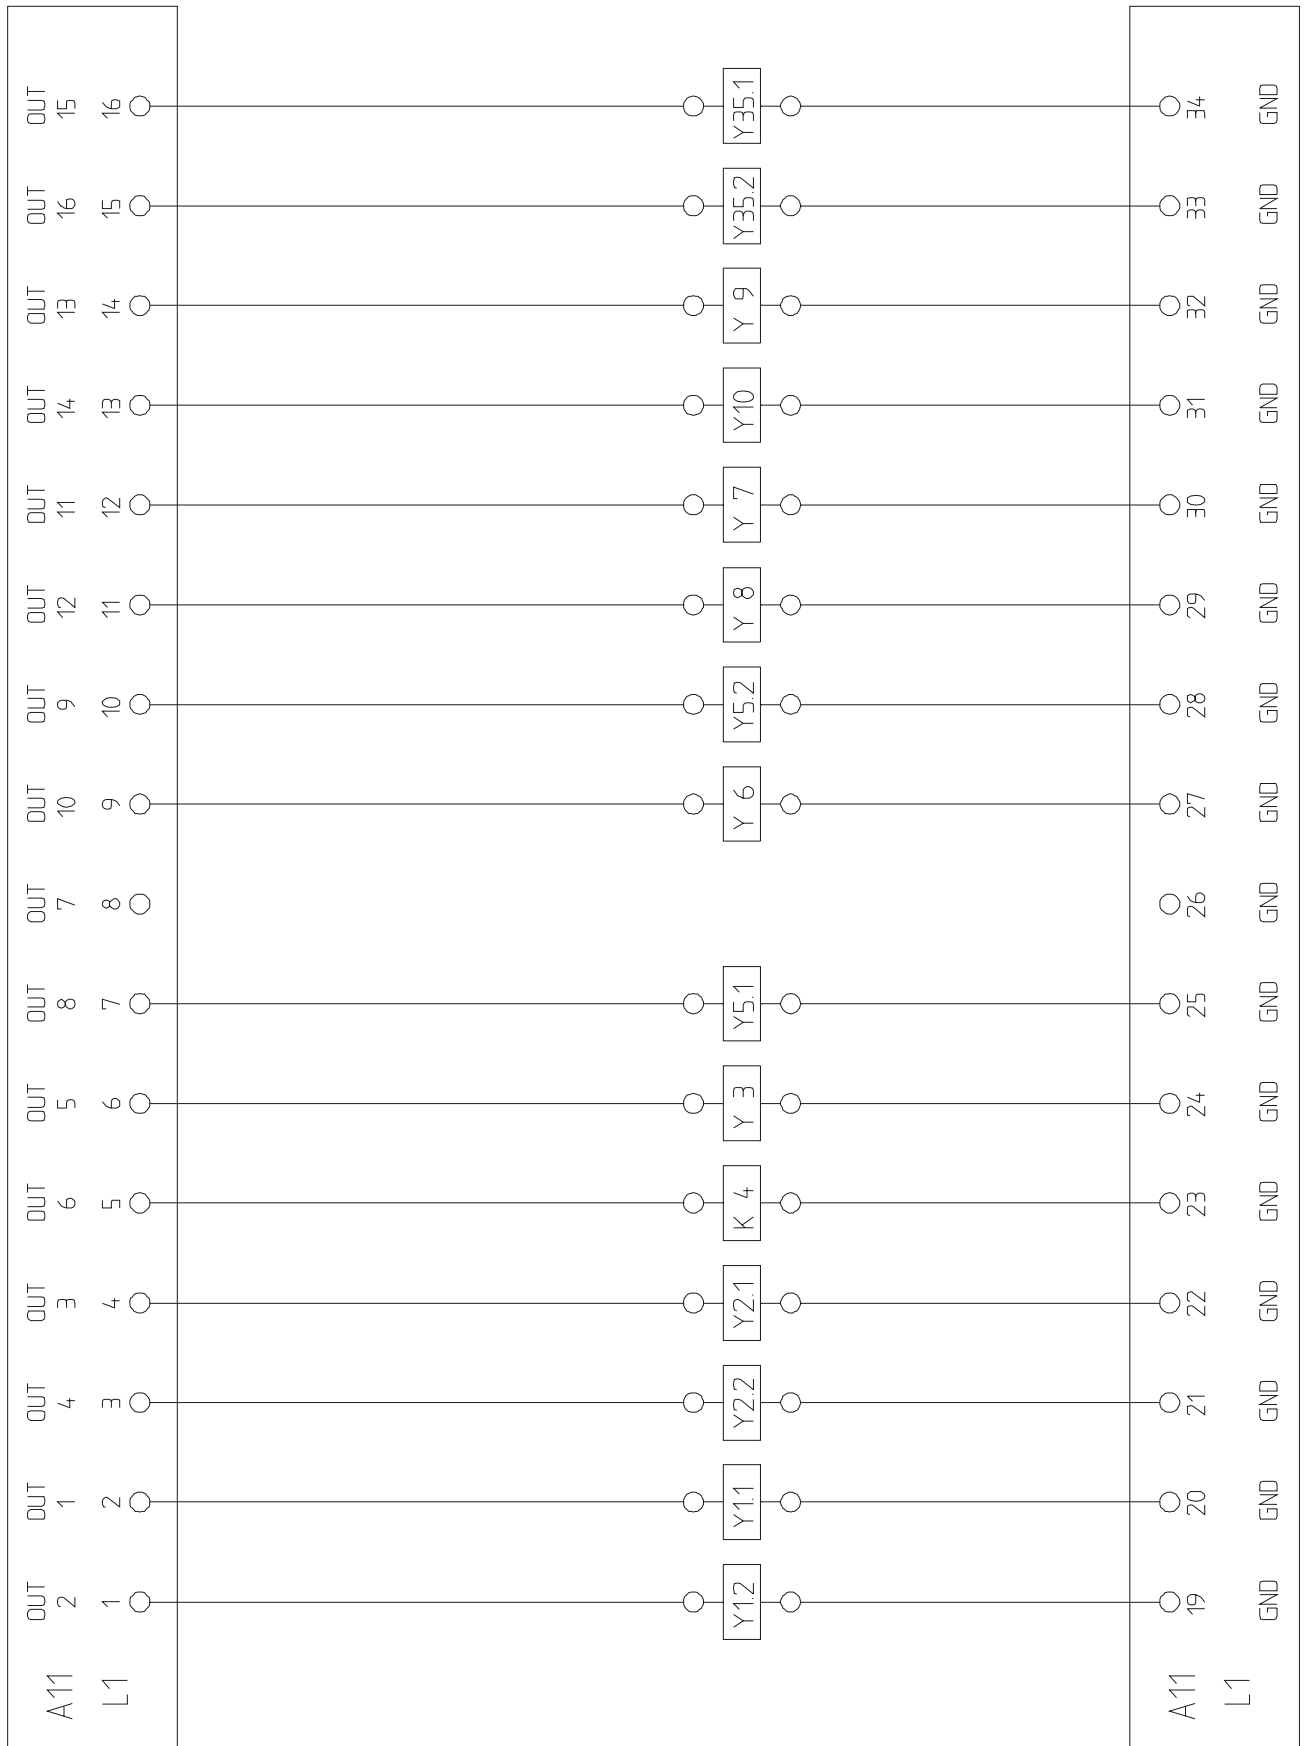 OUT OUT OUT OUT OUT OUT OUT OUT OUT OUT OUT OUT OUT OUT OUT OUT
A11 2 1 4 3 6 5 8 7 10 9 12 11 14 13 16 15
L1 1 2 3 4 5 6 7 8 9 10 11 12 13 14 15 16
Y1.2 Y1.1 Y2.2 Y2.1 K 4 Y 3 Y5.1 Y 6 Y5.2 Y 8 Y 7 Y10 Y 9 Y35.2 Y35.1
A11 19 20 21 22 23 24 25 26 27 28 29 30 31 32 33 34
L1 GND GND GND GND GND GND GND GND GND GND GND GND GND GND GND GND